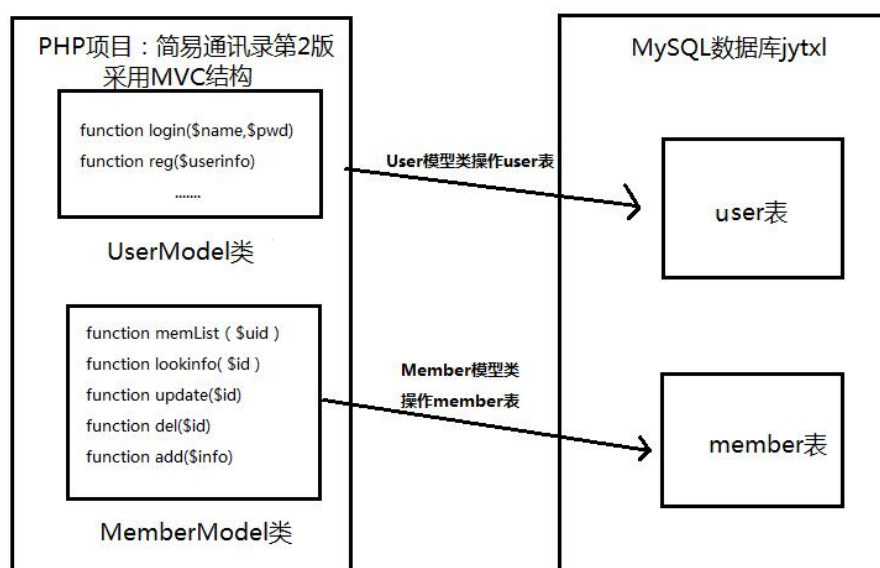 PHP项目：简易通讯录第2版
采用MVC结构
function login($name,$pwd)
function reg($userinfo)
.......
UserModel类
function memList ( $uid )
function lookinfo( $id )
function update($id)
function del($id)
function add($info)
MemberModel类
User模型类操作user表
Member模型类
操作member表
MySQL数据库jytxl
user表
member表